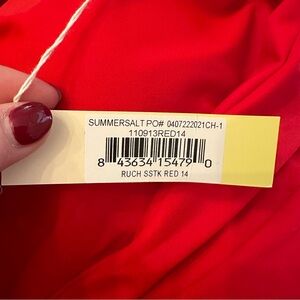 SUMMERSALT PO# 0407222021CH-1
110913RED14
8 43634 15479 0
RUCH SSTK RED 14